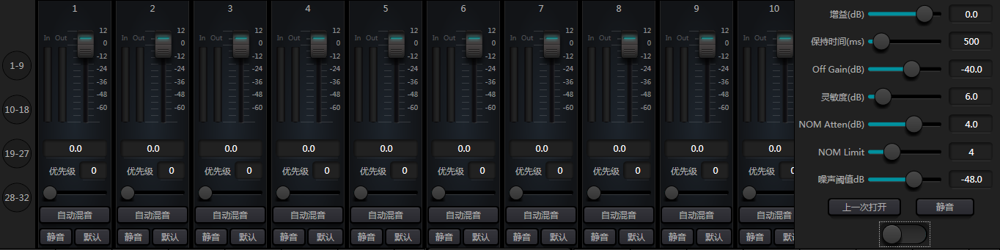 1 2 3 4 5 6 7 8 9 10
In Out 12 In Out 12 In Out 12 In Out 12 In Out 12 In Out 12 In Out 12 In Out 12 In Out 12 In Out
0 0 0 0 0 0 0 0 0
-12 -12 -12 -12 -12 -12 -12 -12 -12
-24 -24 -24 -24 -24 -24 -24 -24 -24
-36 -36 -36 -36 -36 -36 -36 -36 -36
-48 -48 -48 -48 -48 -48 -48 -48 -48
-60 -60 -60 -60 -60 -60 -60 -60 -60
1-9
10-18
19-27
28-32
0.0 0.0 0.0 0.0 0.0 0.0 0.0 0.0 0.0 0.0
优先级 0 优先级 0 优先级 0 优先级 0 优先级 0 优先级 0 优先级 0 优先级 0 优先级 0 优先级
自动混音 自动混音 自动混音 自动混音 自动混音 自动混音 自动混音 自动混音 自动混音 自动混音
静音 默认 静音 默认 静音 默认 静音 默认 静音 默认 静音 默认 静音 默认 静音 默认 静音 默认 静音 默认
增益(dB) 0.0
保持时间(ms) 500
Off Gain(dB) -40.0
灵敏度(dB) 6.0
NOM Atten(dB) 4.0
NOM Limit 4
噪声阈值dB -48.0
上一次打开 静音